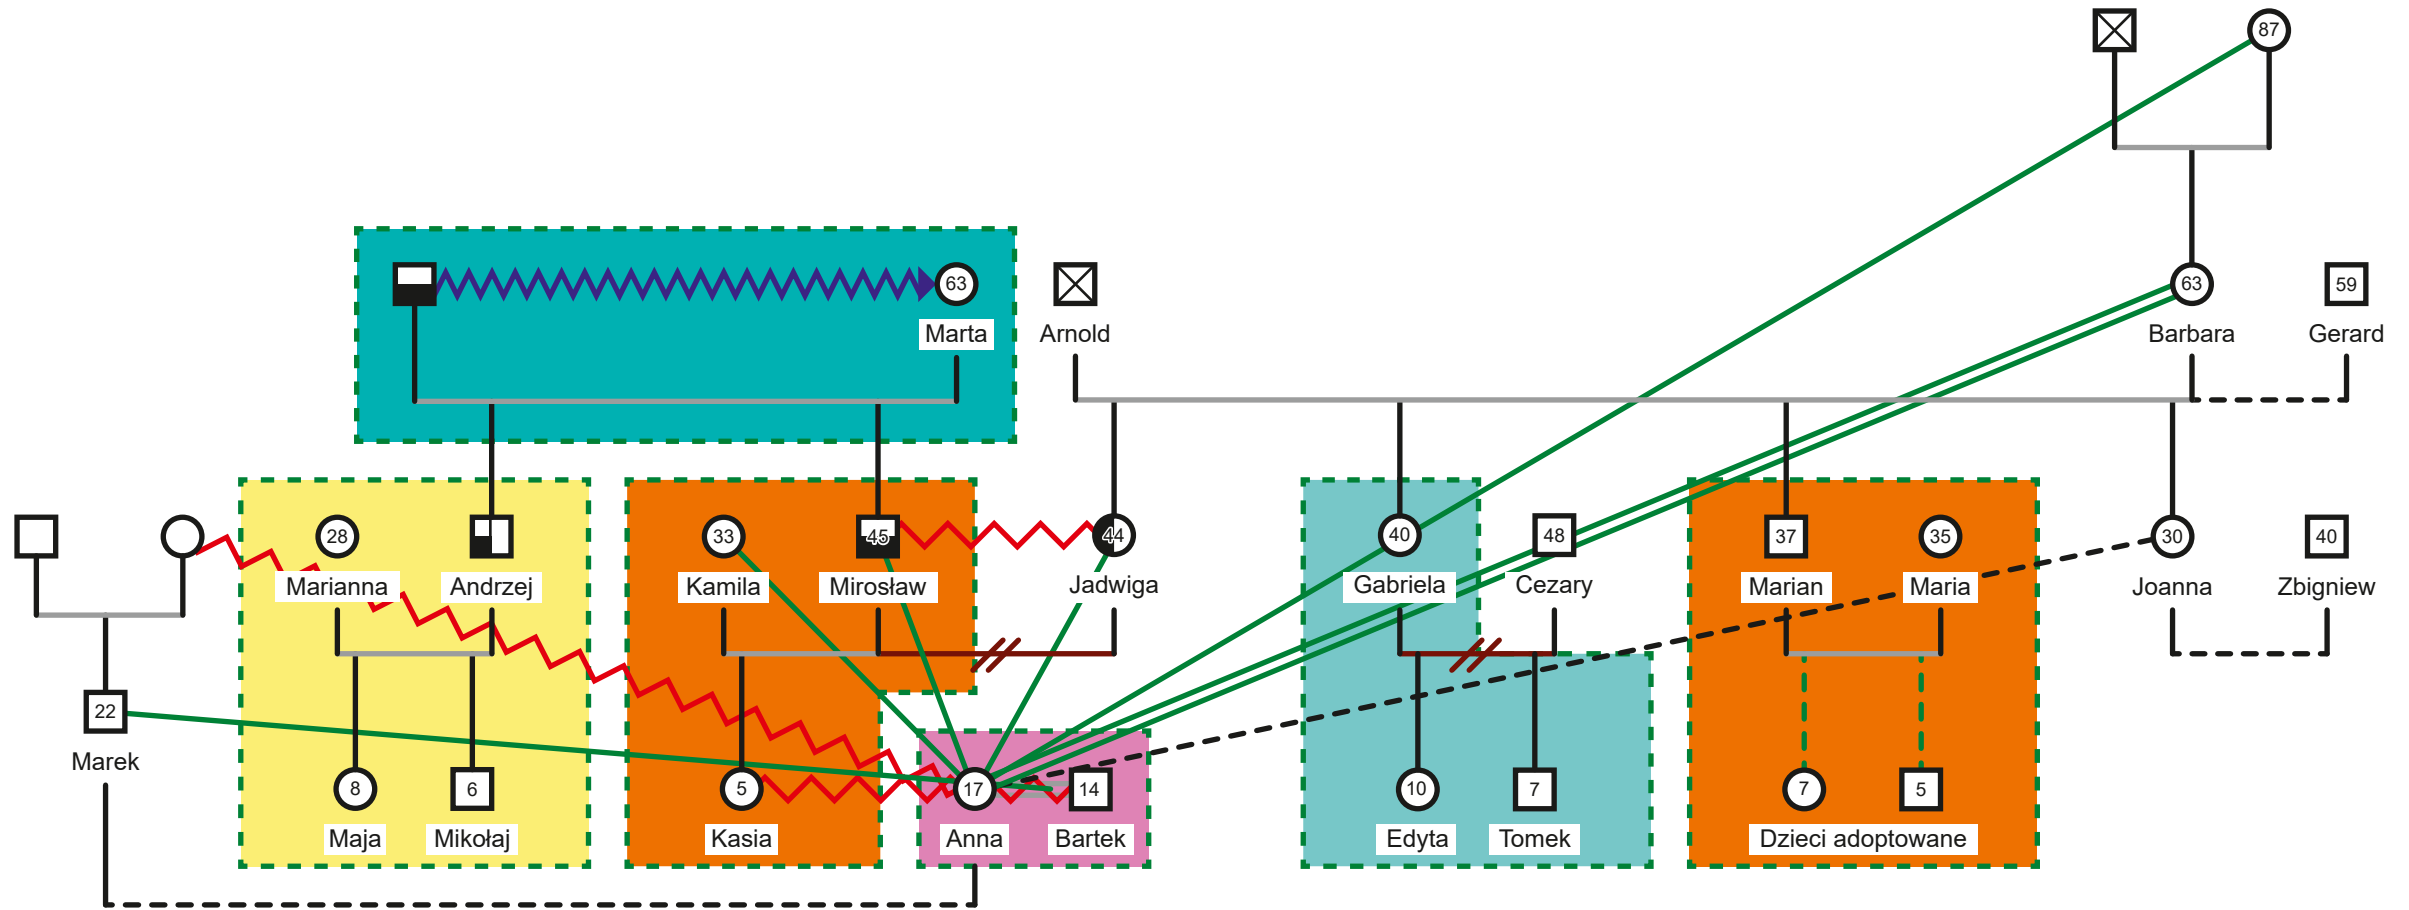 87
63
63
59
Marta
Arnold
Barbara
Gerard
28
33
45
44
40
48
37
35
30
40
Marianna
Andrzej
Kamila
Mirosław
Jadwiga
Gabriela
Cezary
Marian
Maria
Joanna
Zbigniew
22
Marek
8
6
5
17
14
10
7
7
5
Maja
Mikołaj
Kasia
Anna
Bartek
Edyta
Tomek
Dzieci adoptowane